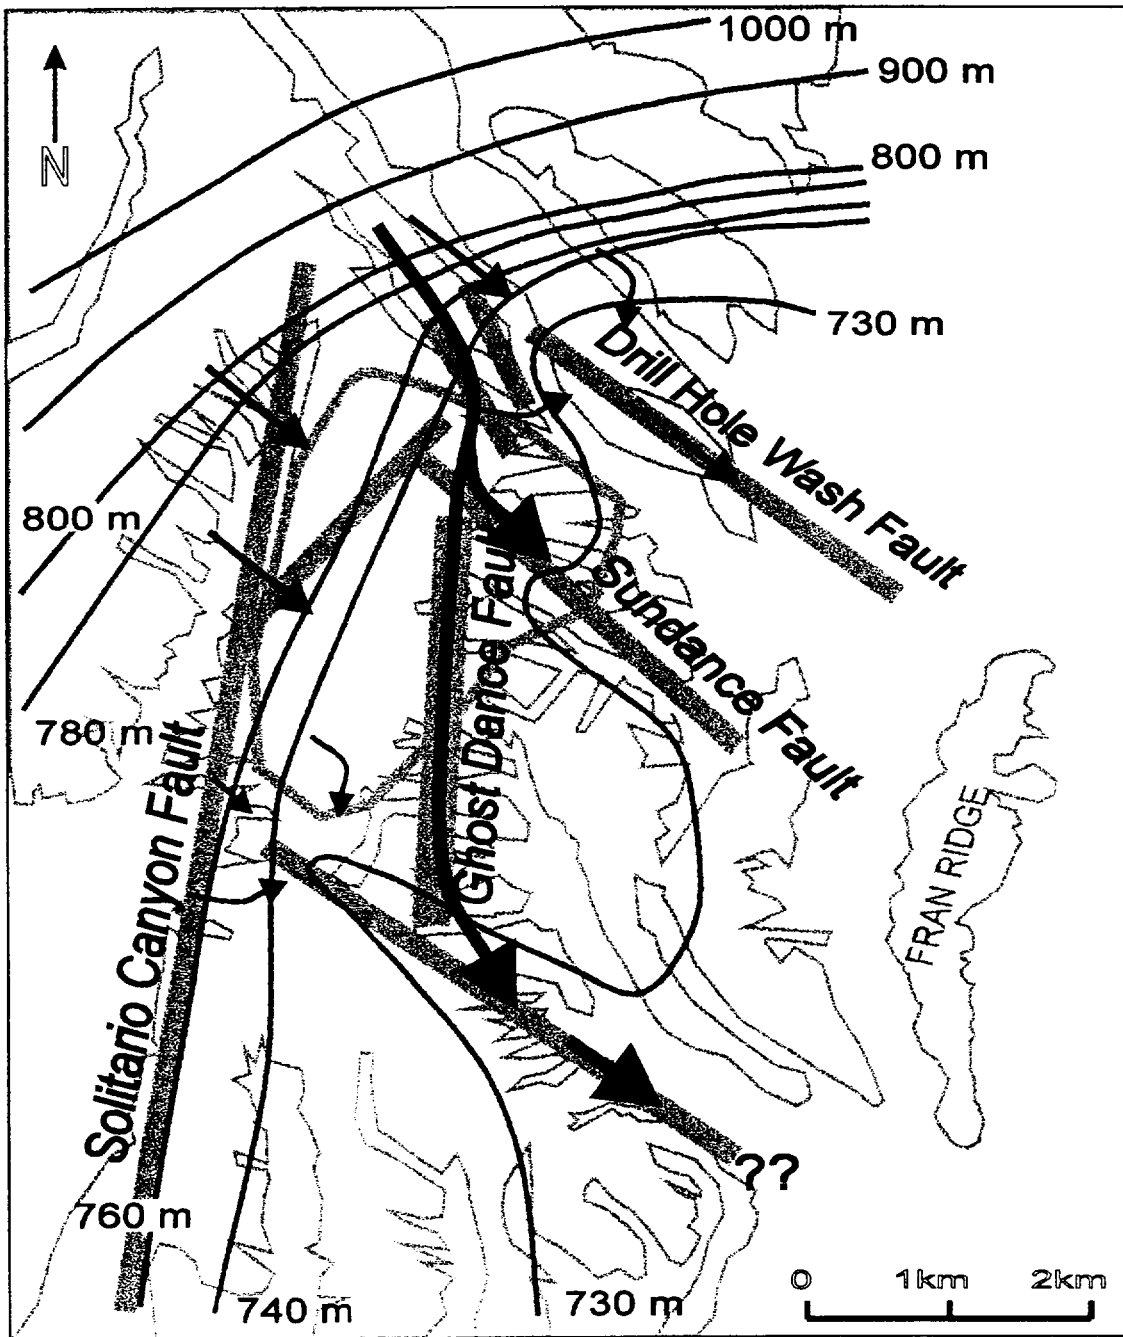 1000 m
900 m
N
800 m
730 m
Drill Hole Wash Fault
800 m
Sundance Fault
Ghost Dance Fault
780 m
Solitario Canyon Fault
FRAN RIDGE
??
760 m
740 m
730 m
0 1km 2km